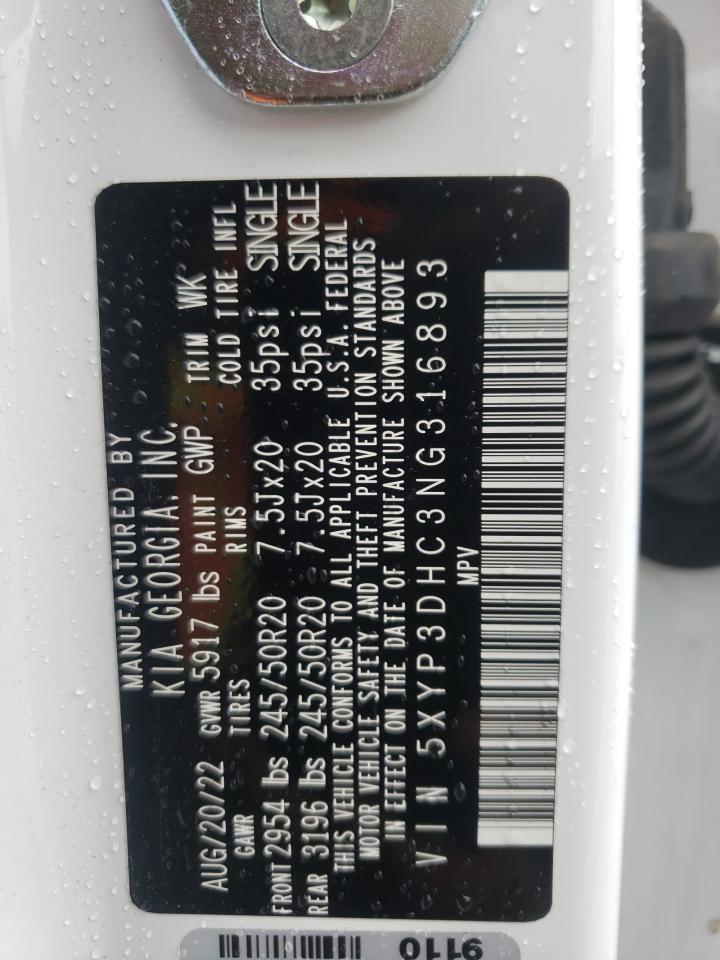 MANUFACTURED BY
KIA GEORGIA, INC.
AUG/20/22 GVWR 5917 lbs PAINT GWP TRIM WK
GAWR TIRES RIMS COLD TIRE INFL
FRONT 2954 lbs 245/50R20 7.5Jx20 35psi SINGLE
REAR 3196 lbs 245/50R20 7.5Jx20 35psi SINGLE
THIS VEHICLE CONFORMS TO ALL APPLICABLE U.S.A. FEDERAL
MOTOR VEHICLE SAFETY AND THEFT PREVENTION STANDARDS
IN EFFECT ON THE DATE OF MANUFACTURE SHOWN ABOVE
VIN 5XYP3DHC3NG316893
MPV
9110